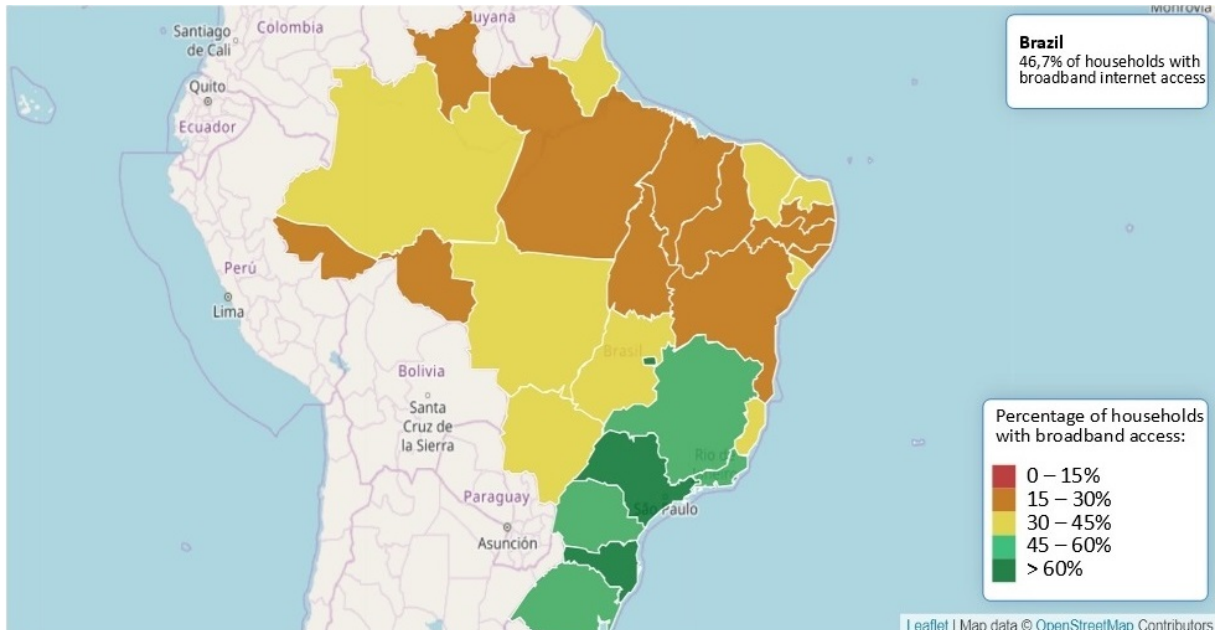 Monrovia
uyana
Colombia
Santiago
de Cali
Quito
Ecuador
Perú
Lima
Bolivia
Santa
Cruz de
la Sierra
Brasil
Paraguay
Asunción
São Paulo
Brazil
46,7% of households with
broadband internet access
Percentage of households
with broadband access:
0 – 15%
15 – 30%
30 – 45%
45 – 60%
> 60%
Leaflet | Map data © OpenStreetMap Contributors